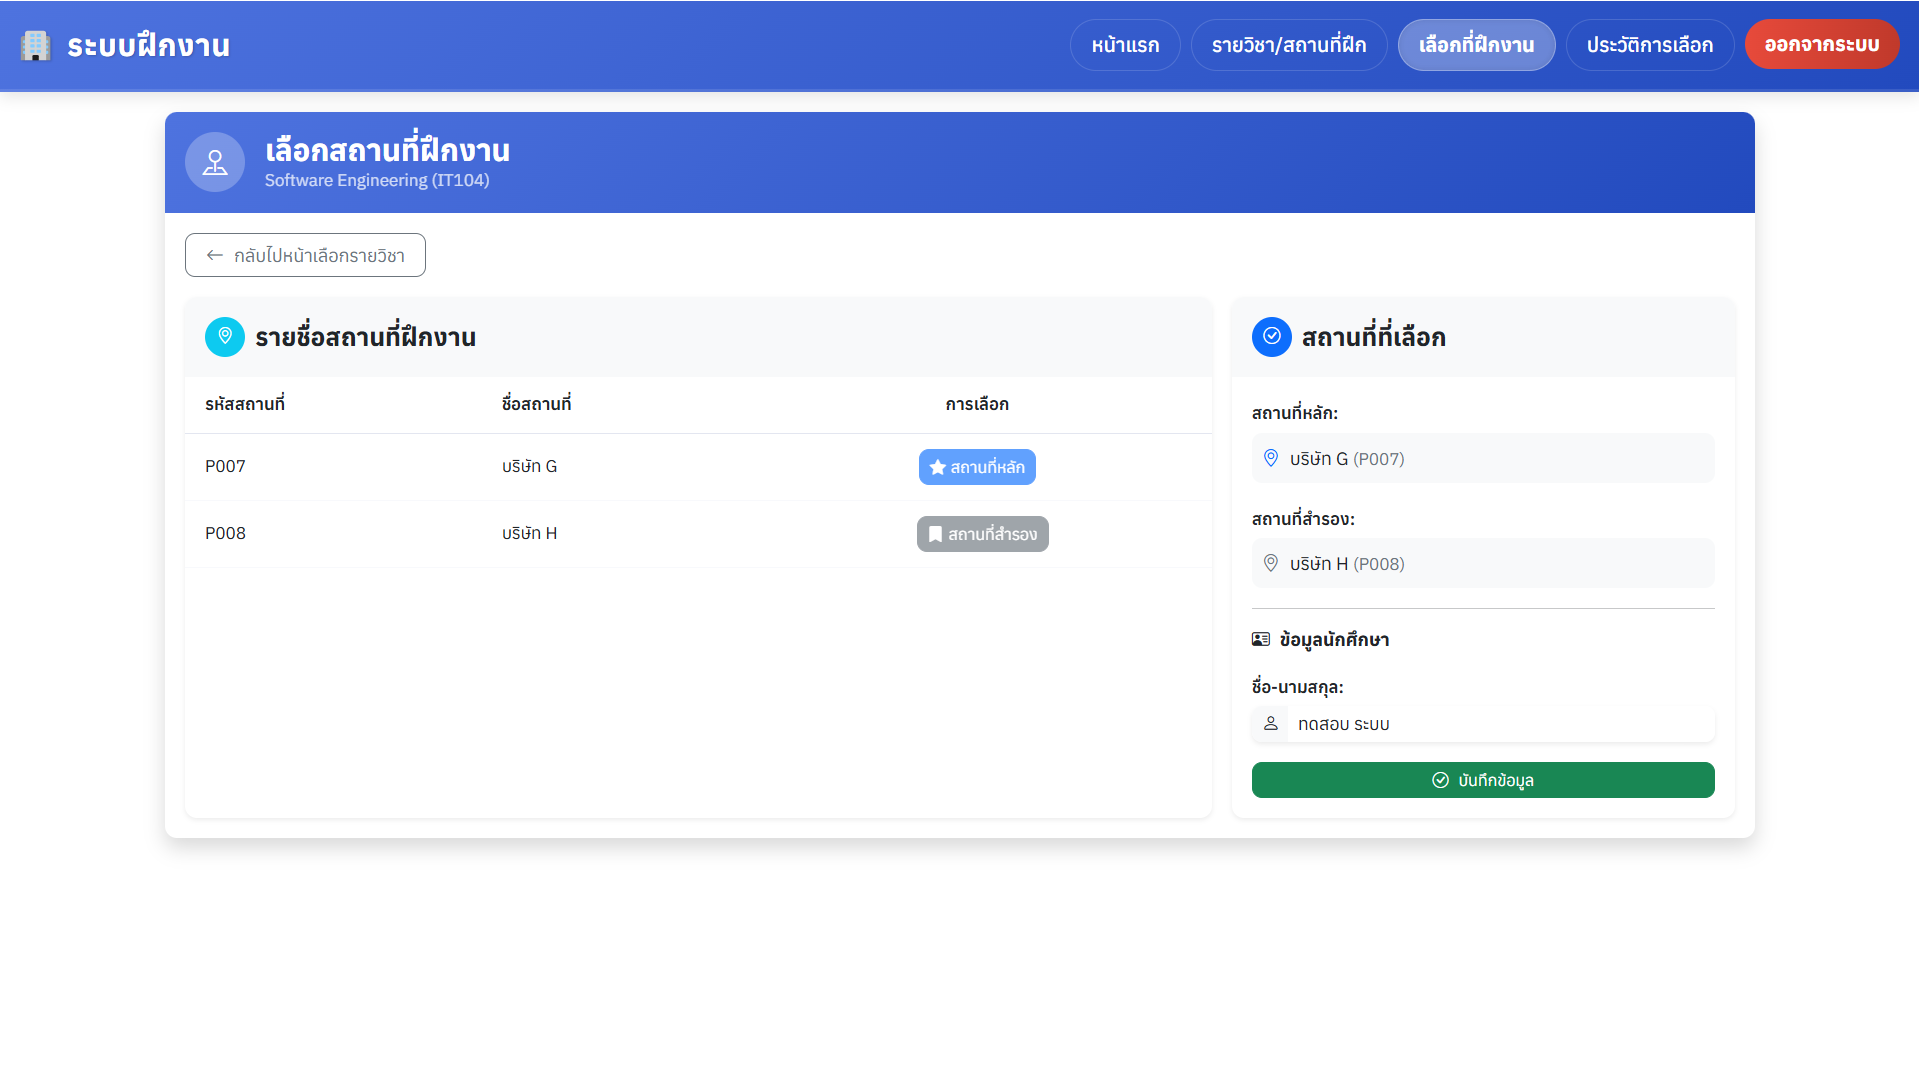 ระบบฝึกงาน
หน้าแรก
รายวิชา/สถานที่ฝึก
เลือกที่ฝึกงาน
ประวัติการเลือก
ออกจากระบบ
เลือกสถานที่ฝึกงาน
Software Engineering (IT104)
กลับไปหน้าเลือกรายวิชา
รายชื่อสถานที่ฝึกงาน
รหัสสถานที่ ชื่อสถานที่ การเลือก
P007 บริษัท G สถานที่หลัก
P008 บริษัท H สถานที่สำรอง
สถานที่ที่เลือก
สถานที่หลัก:
บริษัท G (P007)
สถานที่สำรอง:
บริษัท H (P008)
ข้อมูลนักศึกษา
ชื่อ-นามสกุล:
ทดสอบ ระบบ
บันทึกข้อมูล